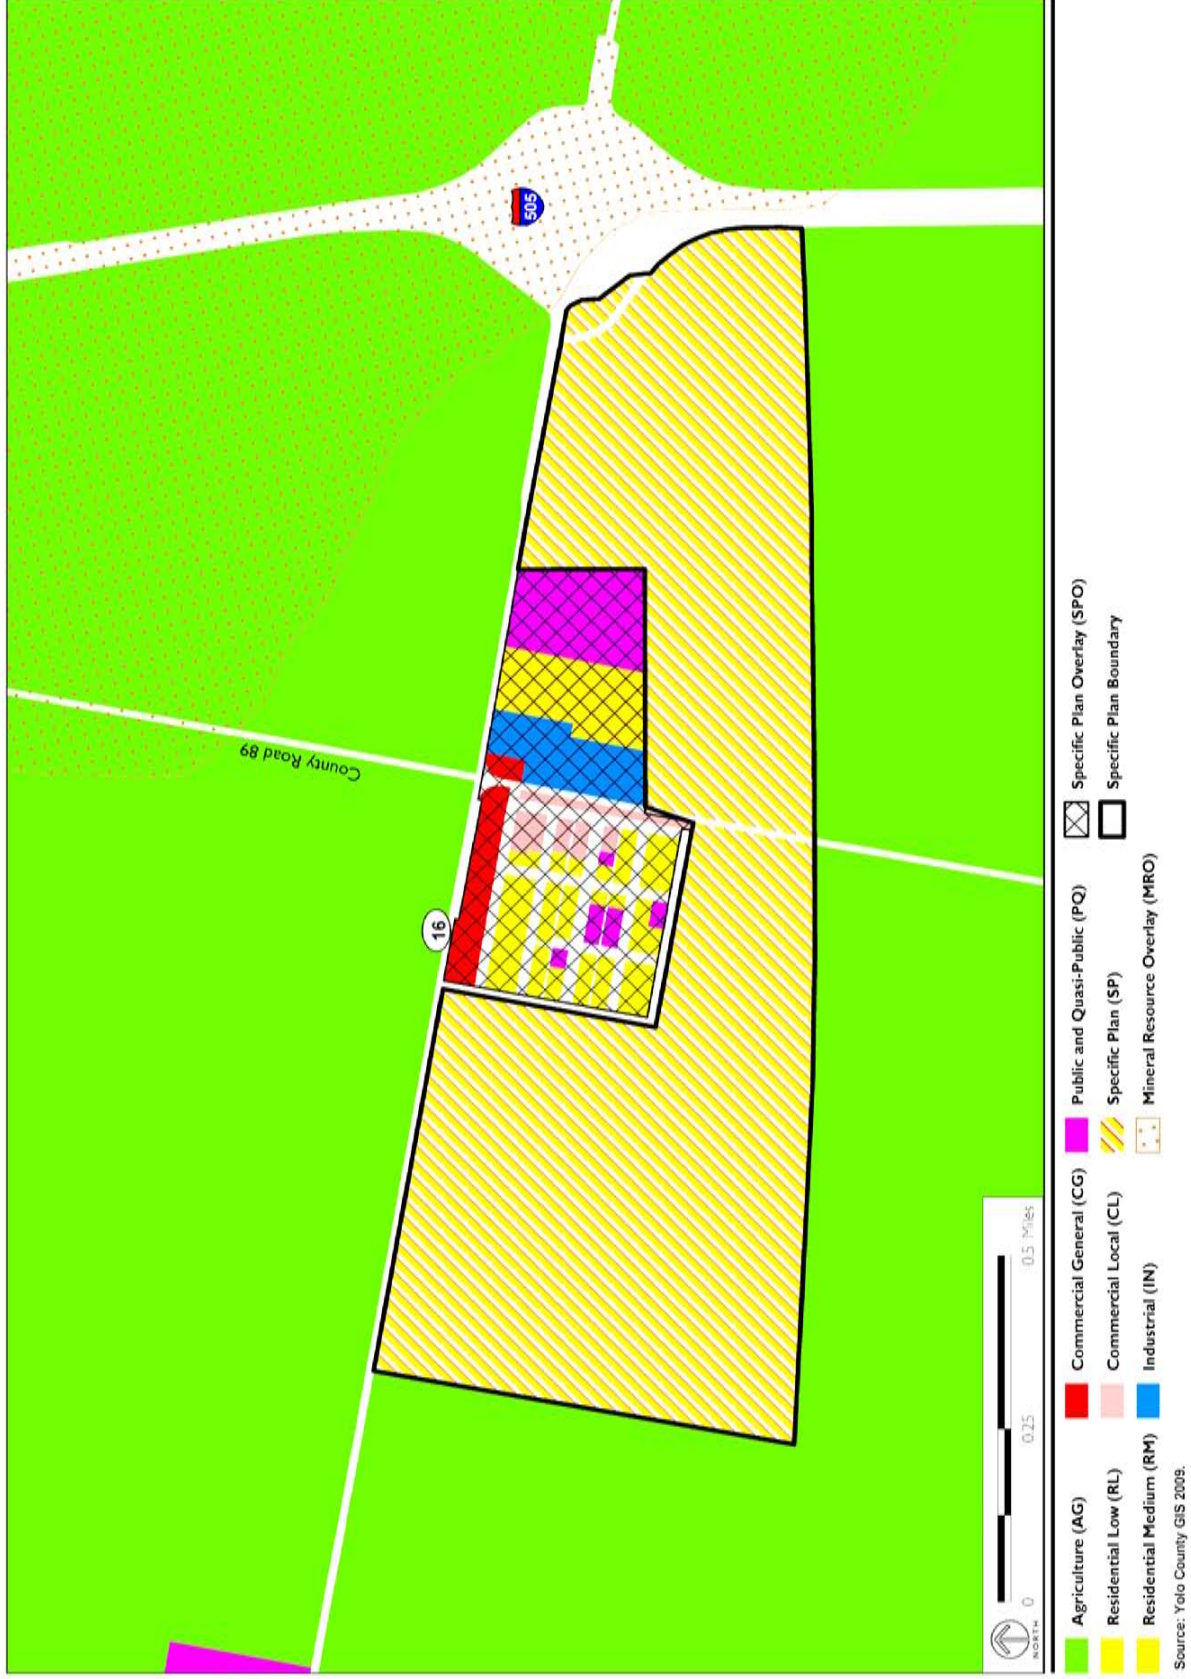 505
County Road 89
16
0
0.25
0.5 Miles
NORTH
Agriculture (AG)
Residential Low (RL)
Residential Medium (RM)
Commercial General (CG)
Commercial Local (CL)
Industrial (IN)
Public and Quasi-Public (PQ)
Specific Plan (SP)
Mineral Resource Overlay (MRO)
Specific Plan Overlay (SPO)
Specific Plan Boundary
Source: Yolo County GIS 2009.